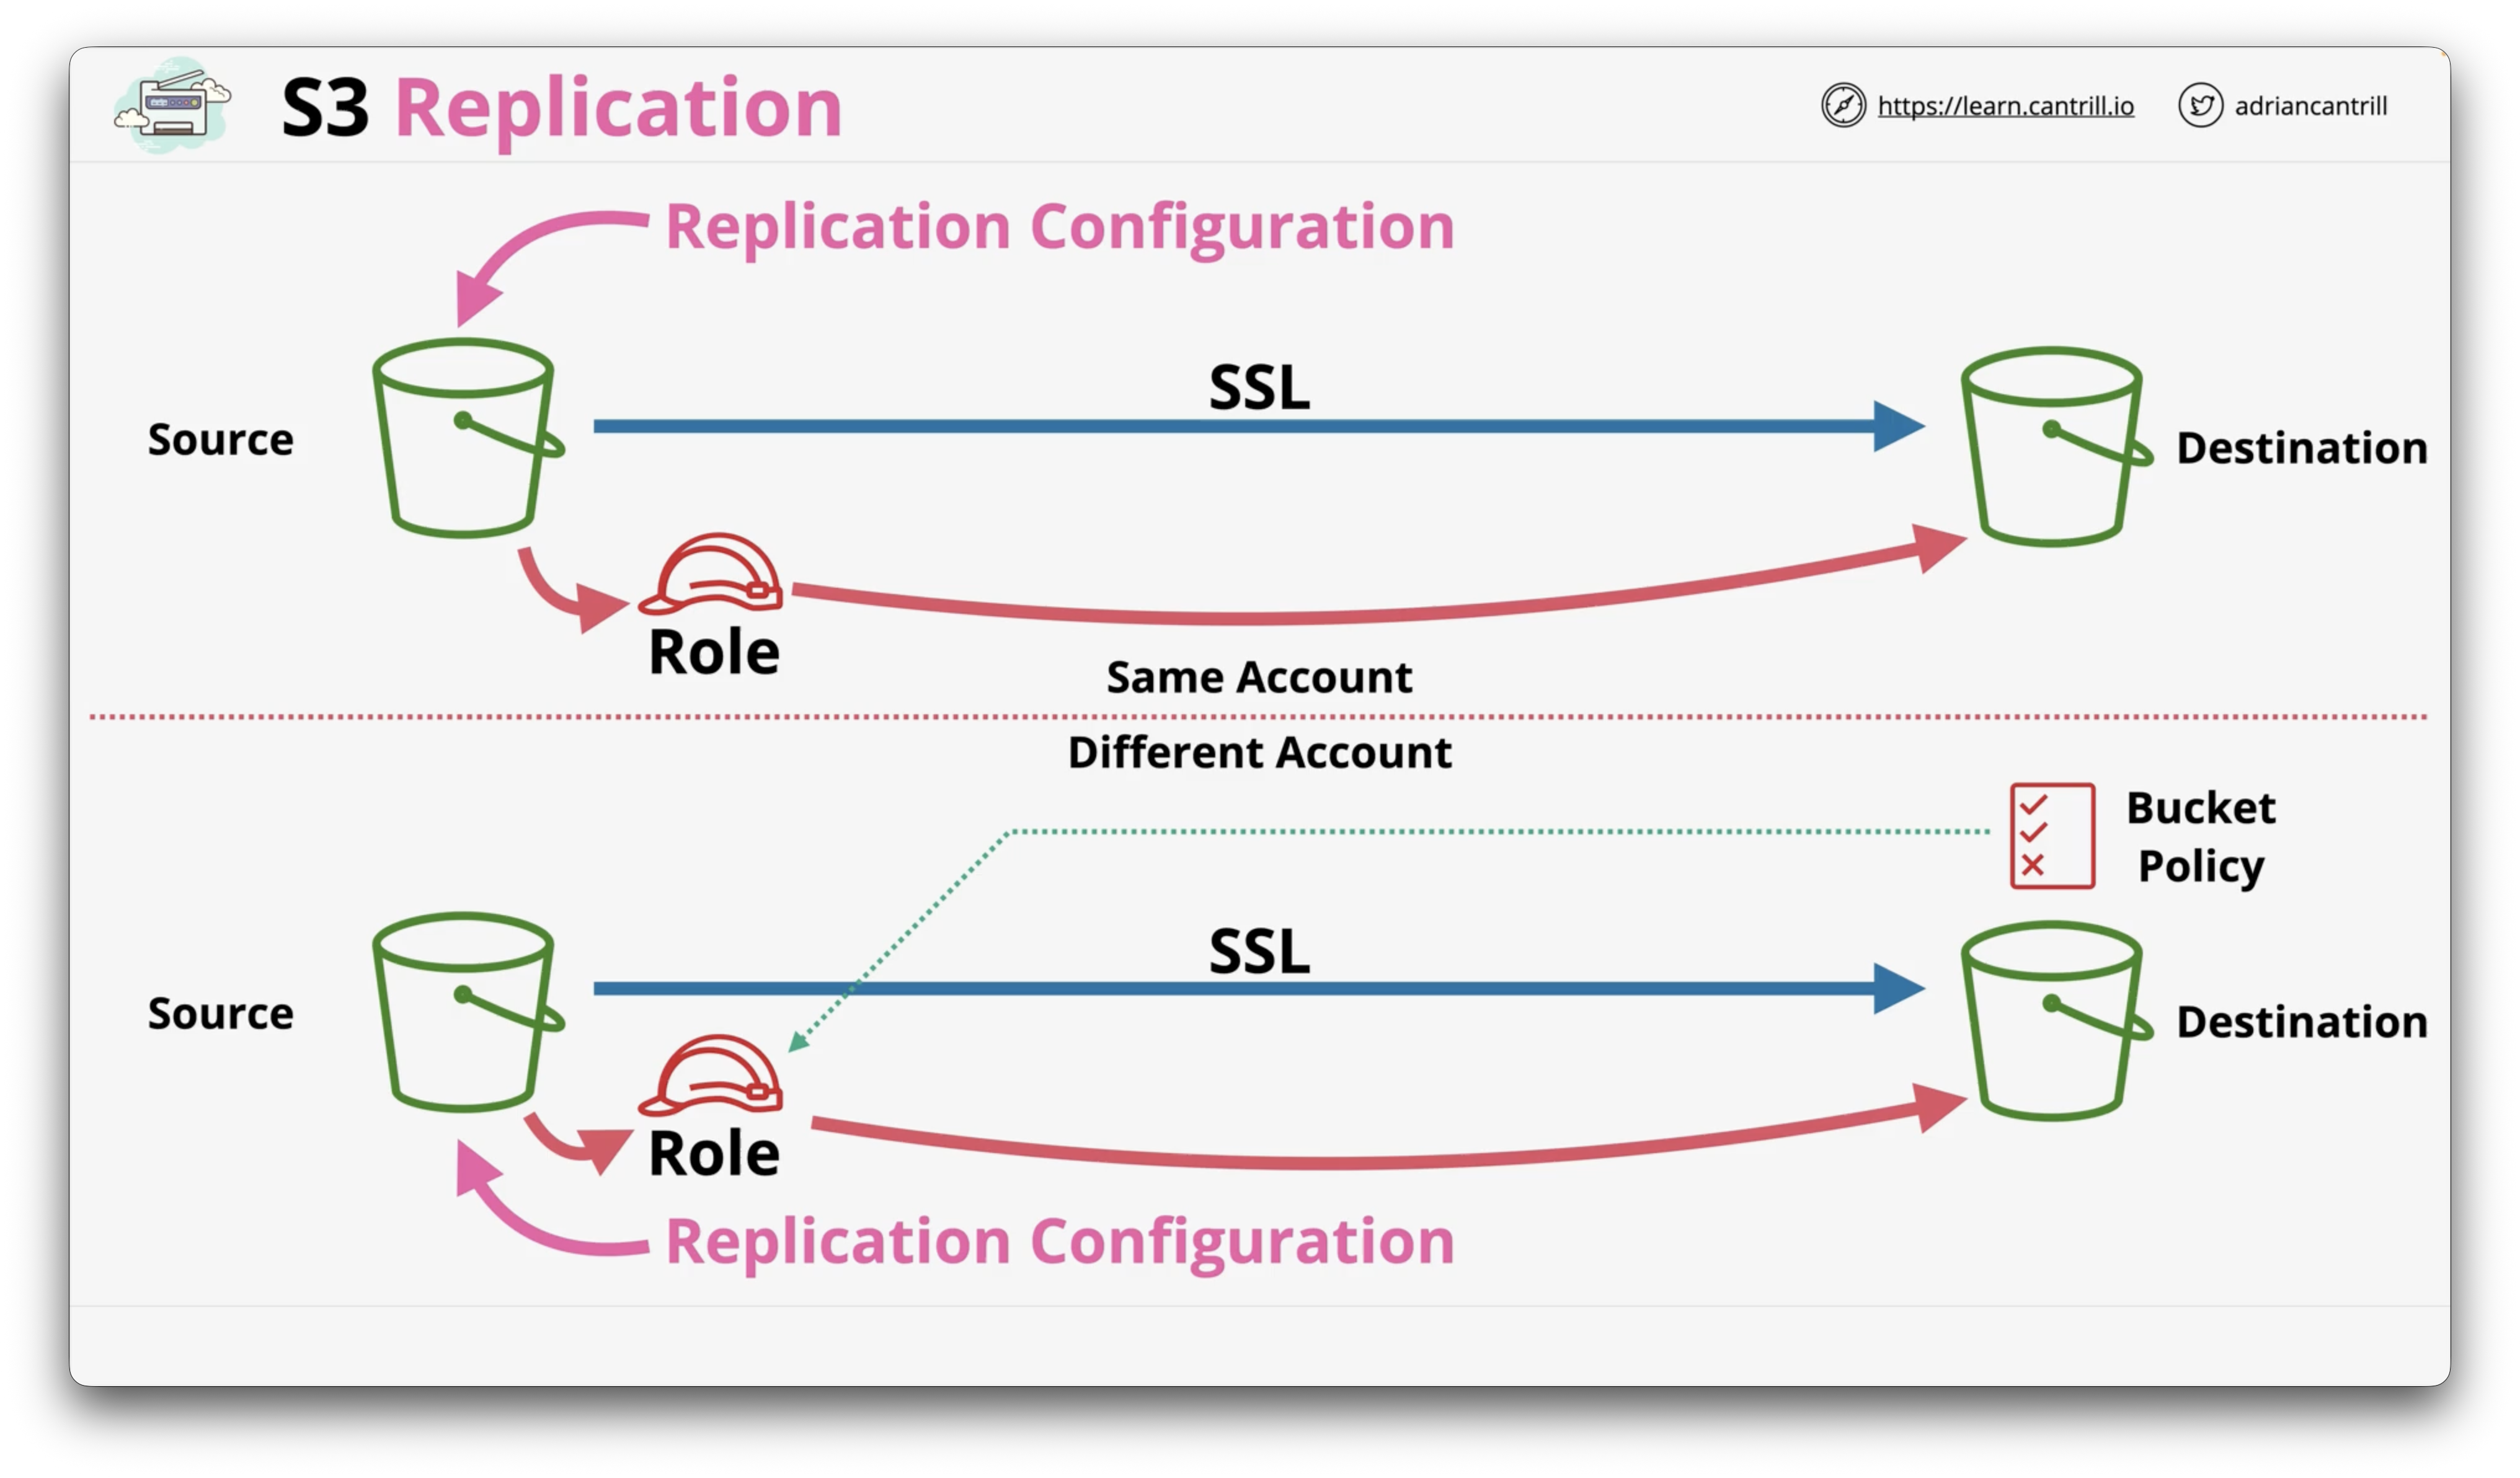 S3 Replication
https://learn.cantrill.io
adriancantrill
Replication Configuration
SSL
Source
Destination
Role
Same Account
Different Account
Bucket
Policy
SSL
Source
Destination
Role
Replication Configuration